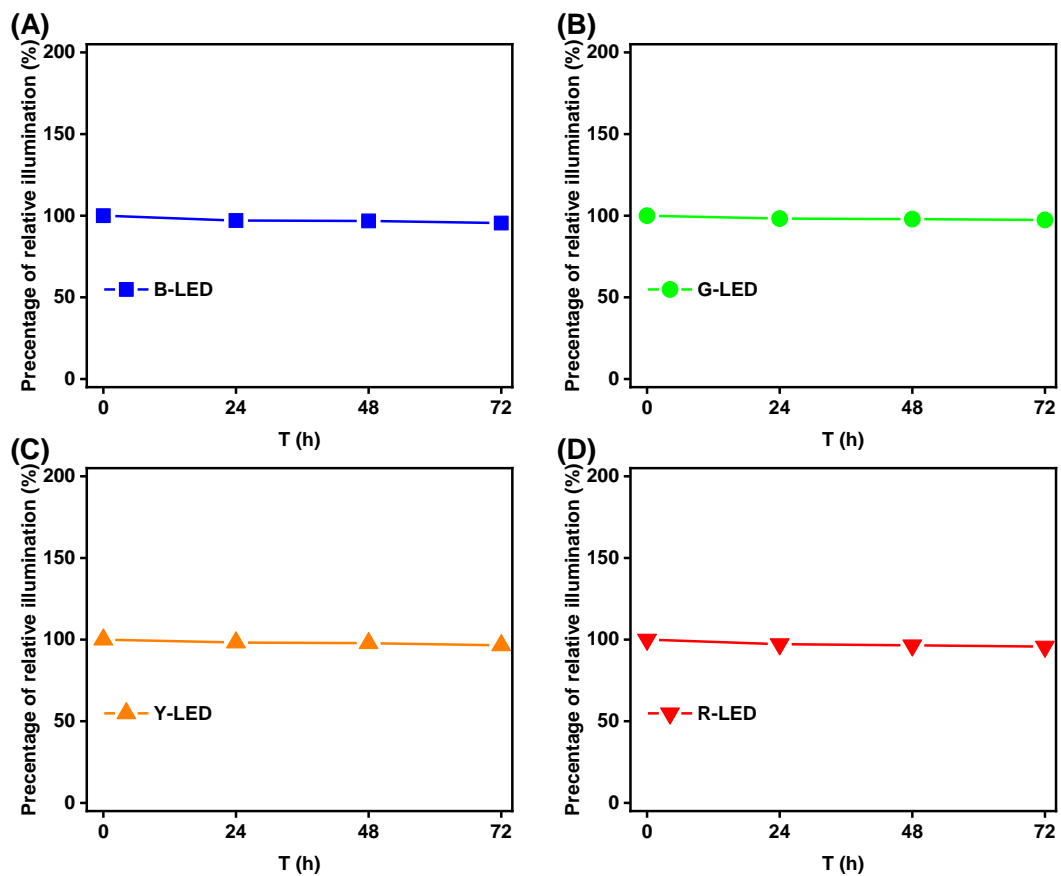 (A)
Precentage of relative illumination (%)
200
150
100
50
0
B-LED
0 24 48 72
T (h)
(B)
Precentage of relative illumination (%)
200
150
100
50
0
G-LED
0 24 48 72
T (h)
(C)
Precentage of relative illumination (%)
200
150
100
50
0
Y-LED
0 24 48 72
T (h)
(D)
Precentage of relative illumination (%)
200
150
100
50
0
R-LED
0 24 48 72
T (h)